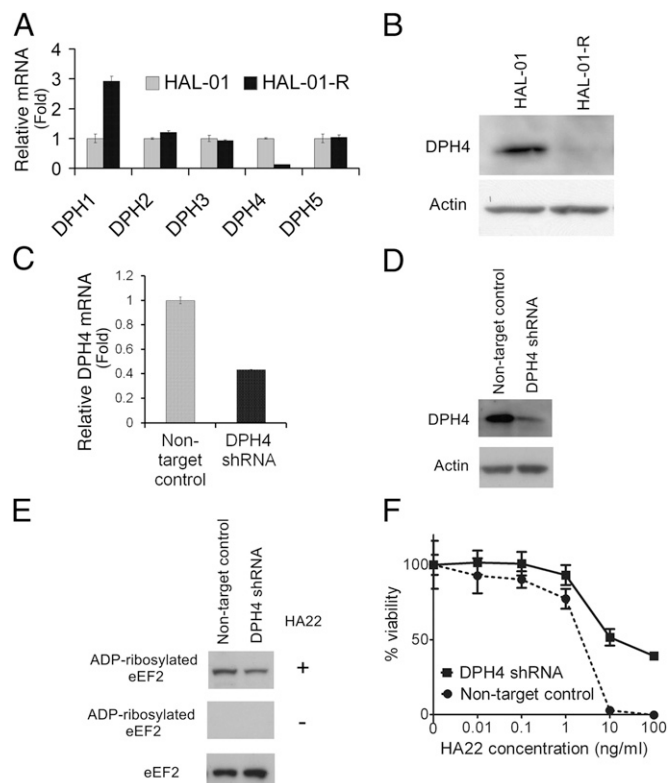 A
Relative mRNA
(Fold)
4
3
2
1
0
HAL-01
HAL-01-R
DPH1
DPH2
DPH3
DPH4
DPH5
B
HAL-01
HAL-01-R
DPH4
Actin
C
Relative DPH4 mRNA
(Fold)
1.2
1
0.8
0.6
0.4
0.2
0
Non-
target
control
DPH4
shRNA
D
Non-target control
DPH4 shRNA
DPH4
Actin
E
Non-target control
DPH4 shRNA
HA22
ADP-ribosylated
eEF2
+
ADP-ribosylated
eEF2
-
eEF2
F
% viability
100
50
0
DPH4 shRNA
Non-target control
0 0.01 0.1 1 10 100
HA22 concentration (ng/ml)